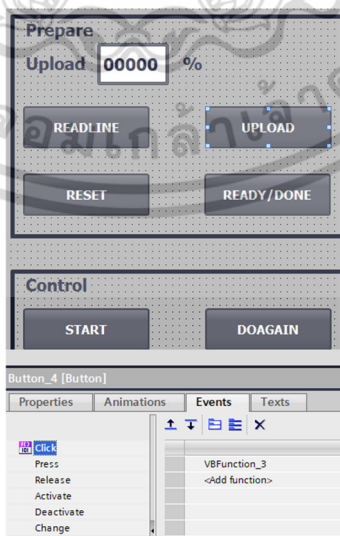 Prepare
Upload 00000 %
READLINE UPLOAD
RESET READY/DONE
Control
START DOAGAIN
Button_4 [Button]
Properties Animations Events Texts
Click
Press VBFunction_3
Release <Add function>
Activate
Deactivate
Change